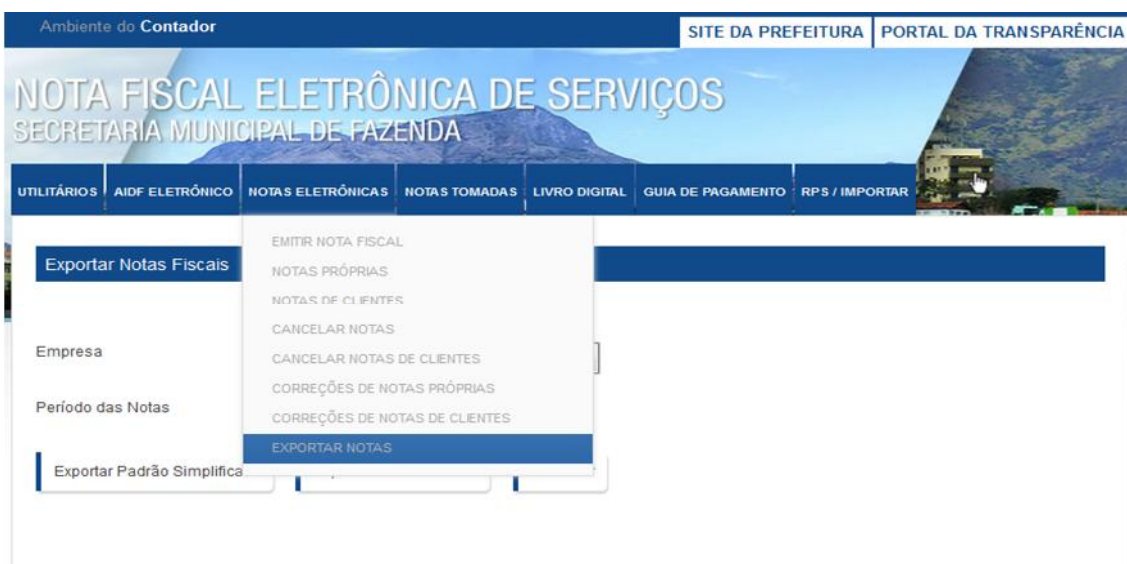 Ambiente do Contador
SITE DA PREFEITURA PORTAL DA TRANSPARÊNCIA
NOTA FISCAL ELETRÔNICA DE SERVIÇOS
SECRETARIA MUNICIPAL DE FAZENDA
UTILITÁRIOS AIDF ELETRÔNICO NOTAS ELETRÔNICAS NOTAS TOMADAS LIVRO DIGITAL GUIA DE PAGAMENTO RPS / IMPORTAR
EMITIR NOTA FISCAL
Exportar Notas Fiscais
NOTAS PRÓPRIAS
NOTAS DE CLIENTES
CANCELAR NOTAS
Empresa
CANCELAR NOTAS DE CLIENTES
CORREÇÕES DE NOTAS PRÓPRIAS
Período das Notas
CORREÇÕES DE NOTAS DE CLIENTES
EXPORTAR NOTAS
Exportar Padrão Simplifica